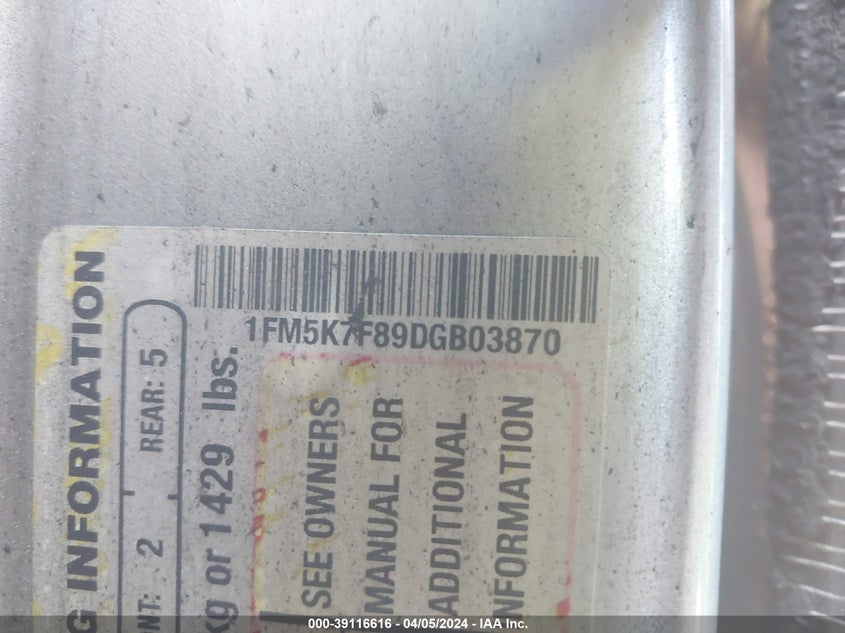 1FM5K7F89DGB03870
G INFORMATION
NT: 2 REAR: 5
kg or 1429 lbs.
SEE OWNERS
MANUAL FOR
ADDITIONAL
NFORMATION
000-39116616 - 04/05/2024 - IAA Inc.